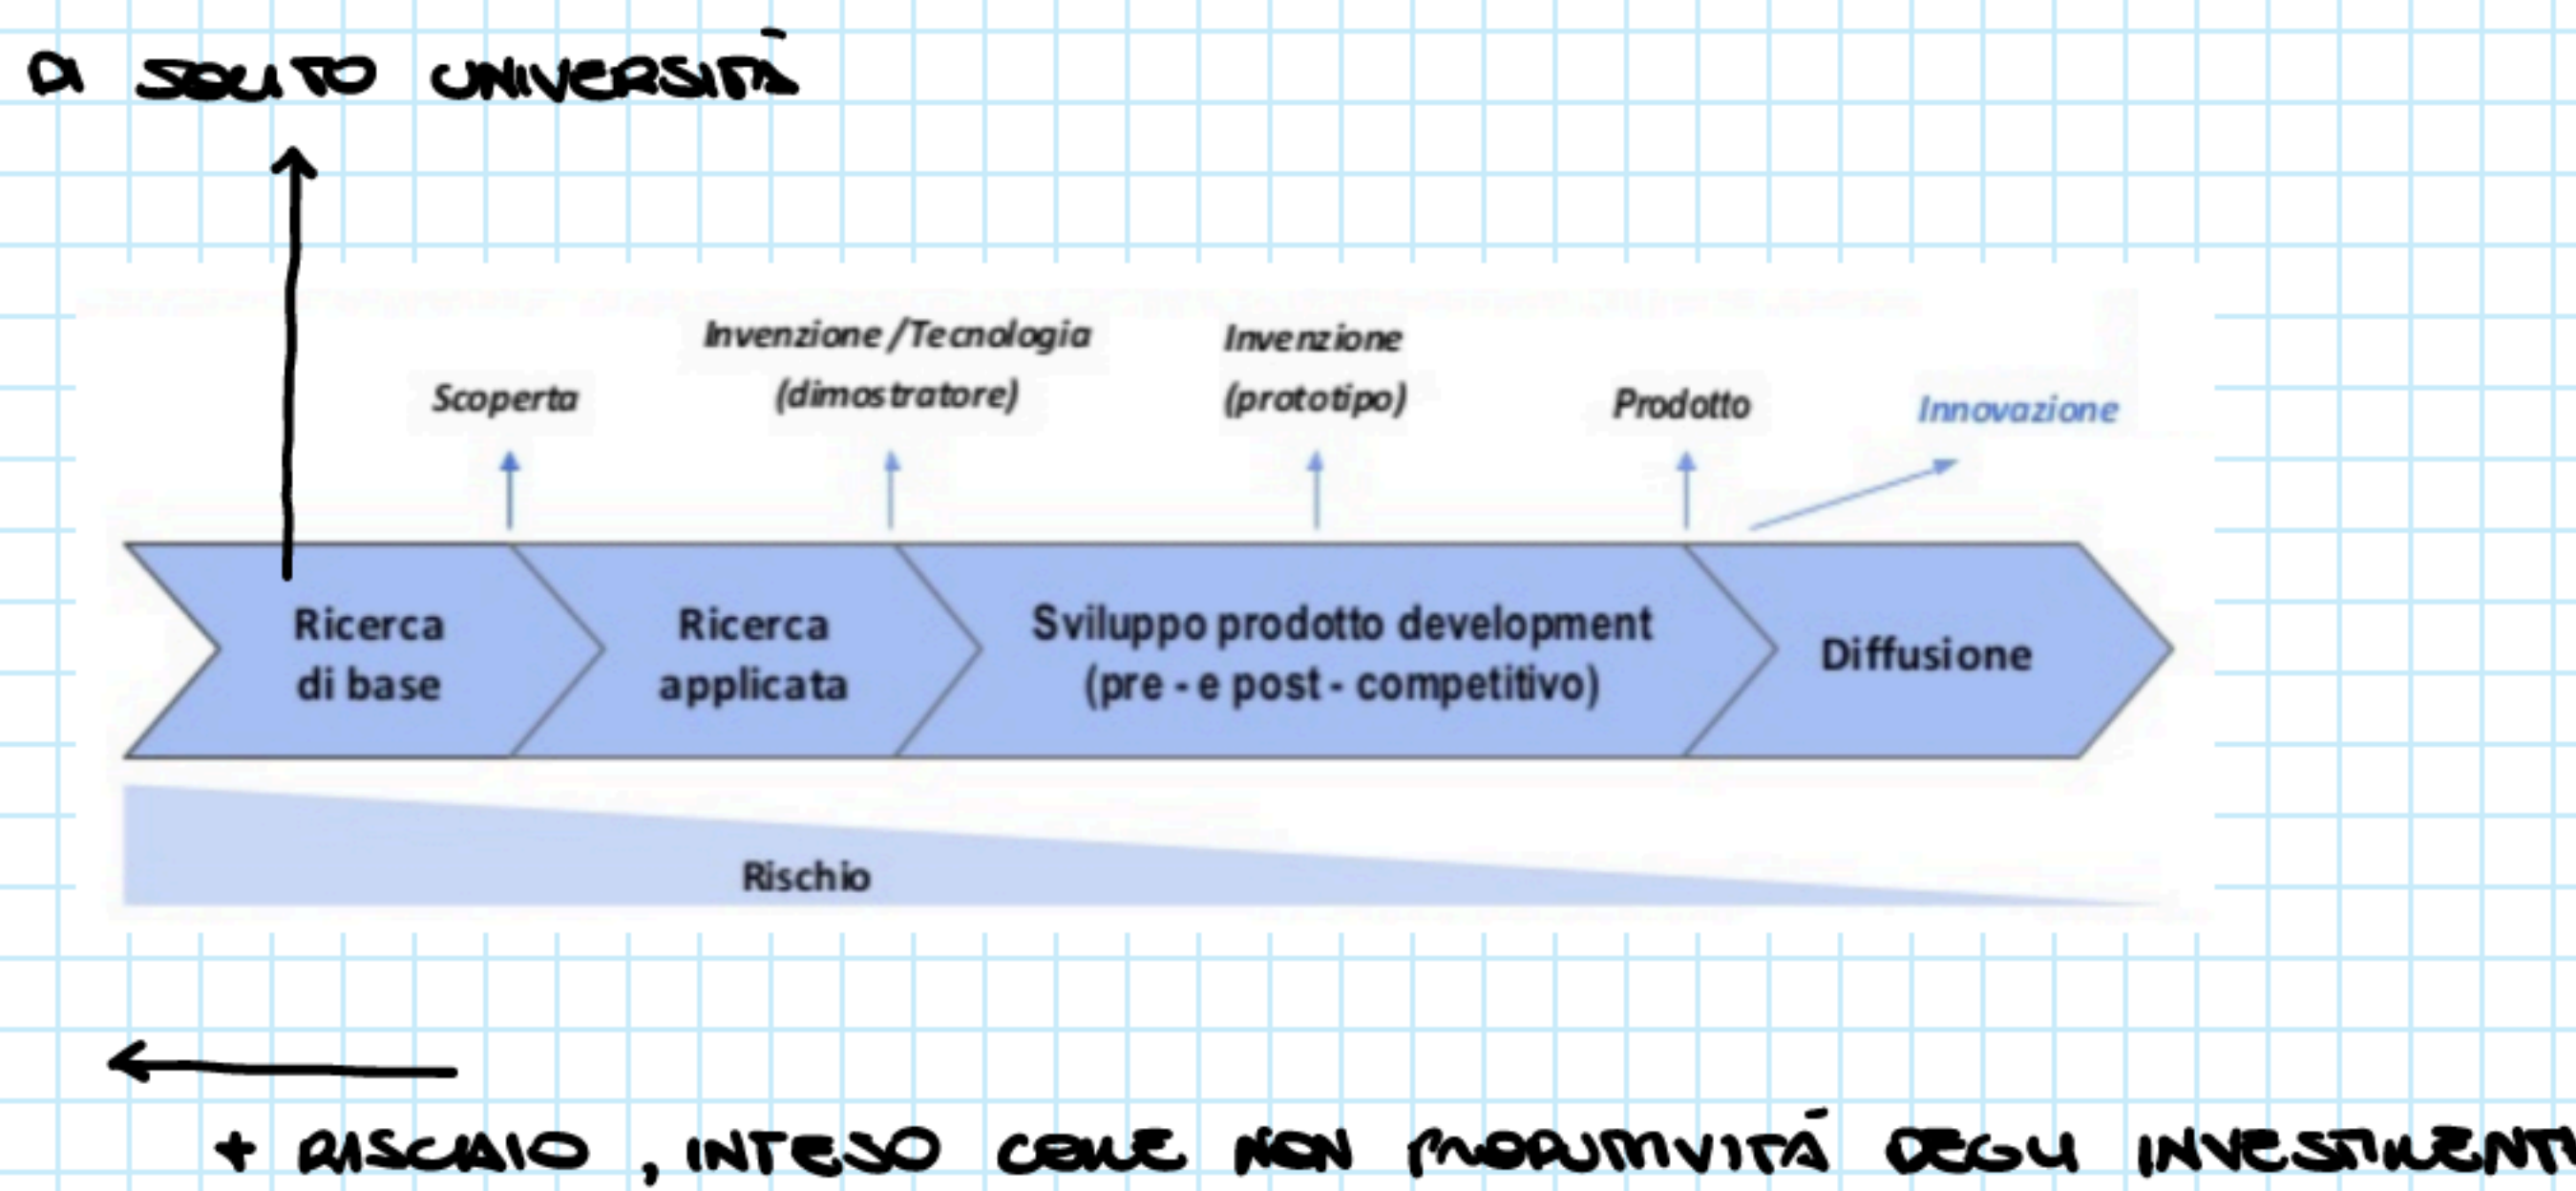 DI SOLITO UNIVERSITÀ
Invenzione /Tecnologia
(dimostratore)
Invenzione
(prototipo)
Scoperta
Prodotto
Innovazione
Ricerca
di base
Ricerca
applicata
Sviluppo prodotto development
(pre - e post - competitivo)
Diffusione
Rischio
+ RISCHIO, INTESO COME NON PRODUTTIVITÀ DEGLI INVESTIMENTI